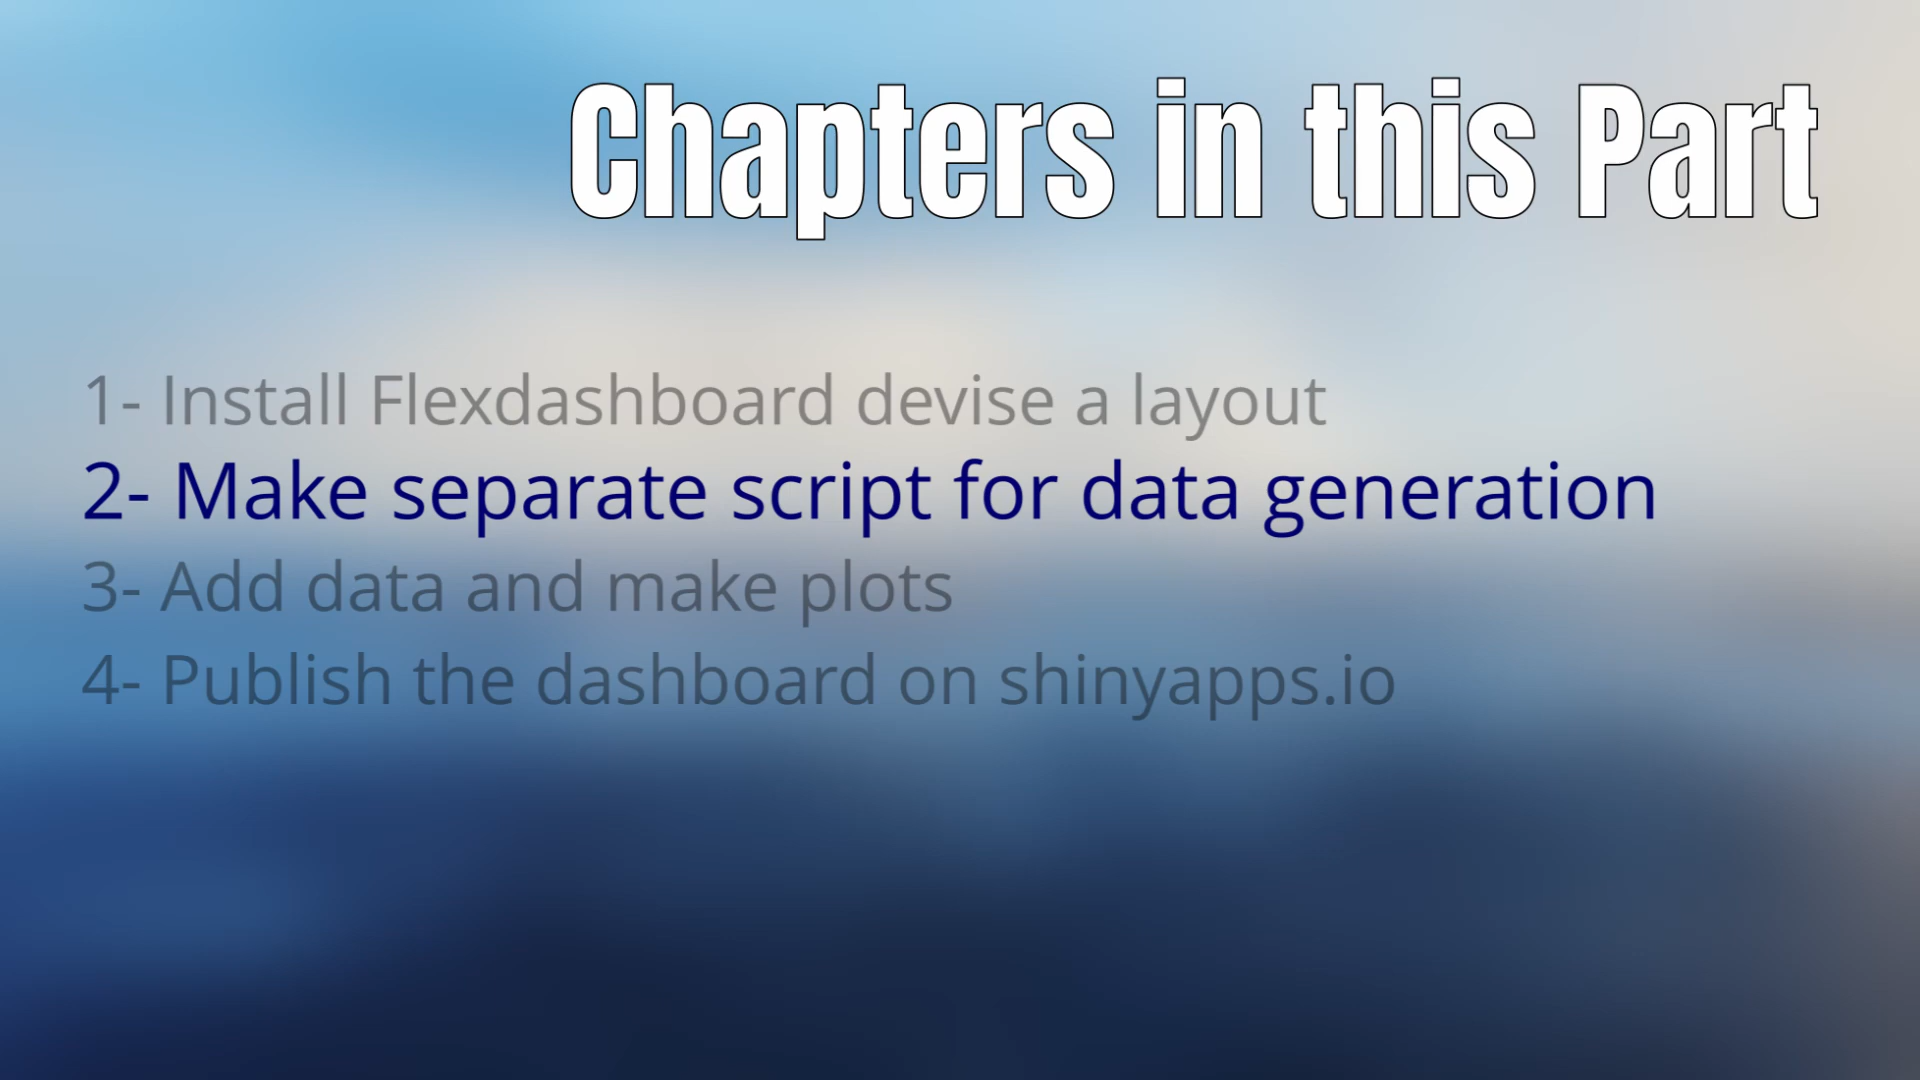 Chapters in this Part
1- Install Flexdashboard devise a layout
2- Make separate script for data generation
3- Add data and make plots
4- Publish the dashboard on shinyapps.io